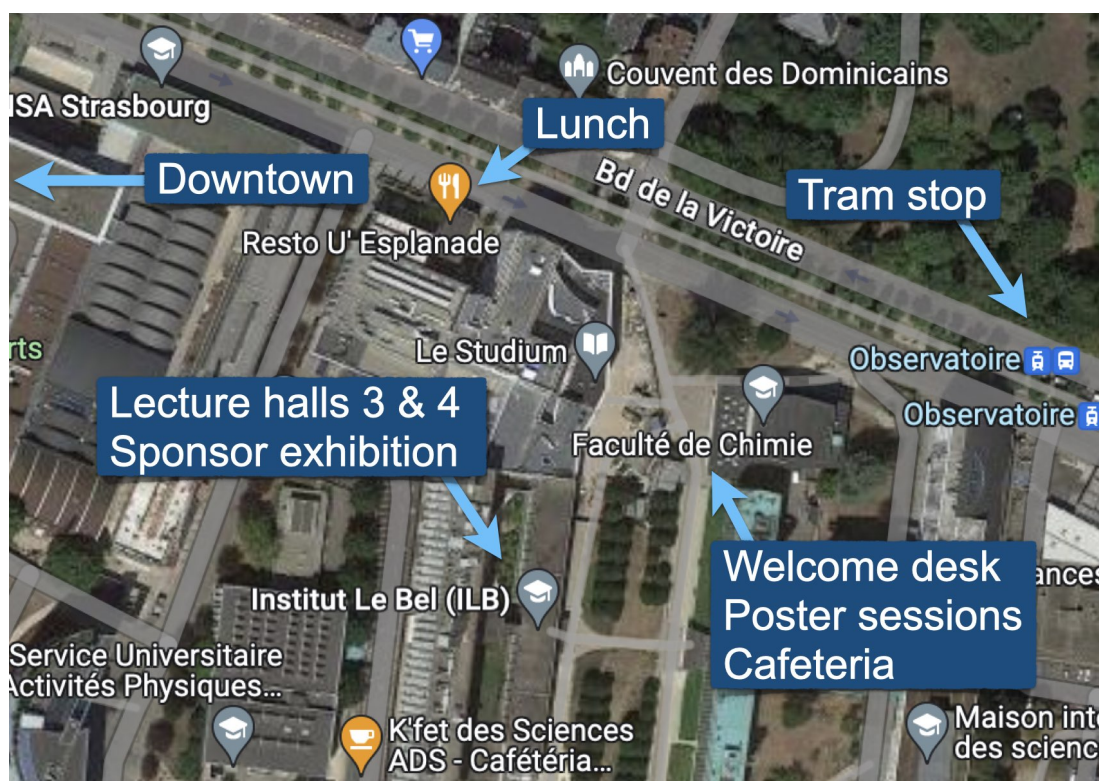 ISA Strasbourg
Couvent des Dominicains
Lunch
Downtown
Bd de la Victoire
Tram stop
Resto U' Esplanade
Le Studium
Observatoire
rts
Lecture halls 3 & 4
Sponsor exhibition
Observatoire
Faculté de Chimie
Welcome desk
Poster sessions
Cafeteria
ances
Institut Le Bel (ILB)
Service Universitaire
Activités Physiques...
K'fet des Sciences
ADS - Cafétéria...
Maison inte
des scienc